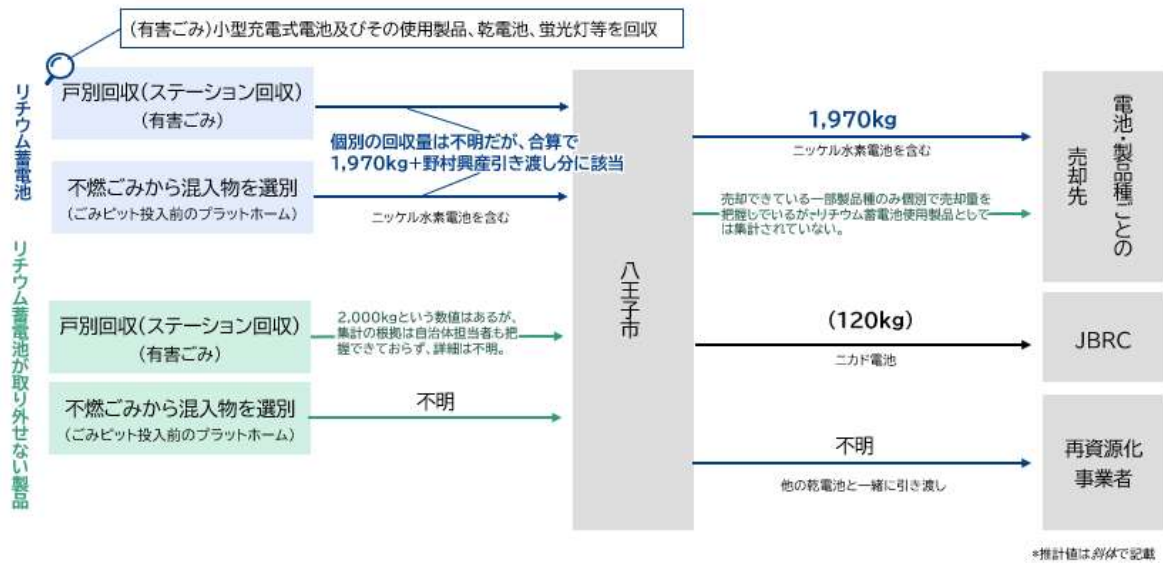 (有害ごみ)小型充電式電池及びその使用製品、乾電池、蛍光灯等を回収
リチウム蓄電池
戸別回収(ステーション回収)
(有害ごみ)
個別の回収量は不明だが、合算で
1,970kg+野村興産引き渡し分に該当
不燃ごみから混入物を選別
(ごみピット投入前のプラットホーム)
ニッケル水素電池を含む
リチウム蓄電池が取り外せない製品
戸別回収(ステーション回収)
(有害ごみ)
2,000kgという数値はあるが、
集計の根拠は自治体担当者も把
握できておらず、詳細は不明。
不燃ごみから混入物を選別
(ごみピット投入前のプラットホーム)
不明
八王子市
1,970kg
ニッケル水素電池を含む
売却できている一部製品種のみ個別で売却量を
把握しているが、リチウム蓄電池使用製品として
は集計されていない。
電池・製品種ごとの
売却先
(120kg)
ニカド電池
JBRC
不明
他の乾電池と一緒に引き渡し
再資源化
事業者
*推計値は斜体で記載